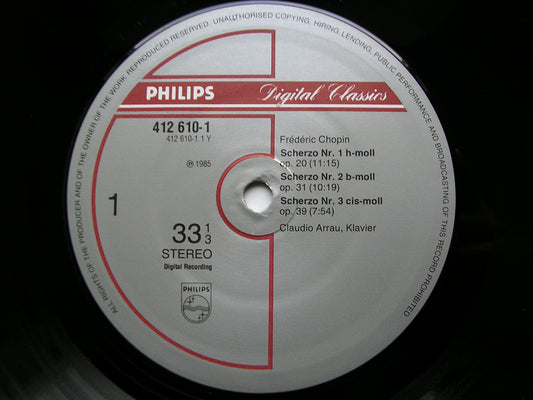 ALL RIGHTS OF THE PRODUCER AND OF THE OWNER OF THE WORK REPRODUCED RESERVED. UNAUTHORISED COPYING, HIRING, LENDING, PUBLIC PERFORMANCE AND BROADCASTING OF THIS RECORD PROHIBITED
PHILIPS Digital Classics
412 610-1
412 610-1.1 Y
℗ 1985
1
33 1/3
STEREO
Digital Recording
PHILIPS
Frédéric Chopin
Scherzo Nr. 1 h-moll
op. 20 (11:15)
Scherzo Nr. 2 b-moll
op. 31 (10:19)
Scherzo Nr. 3 cis-moll
op. 39 (7:54)
Claudio Arrau, Klavier